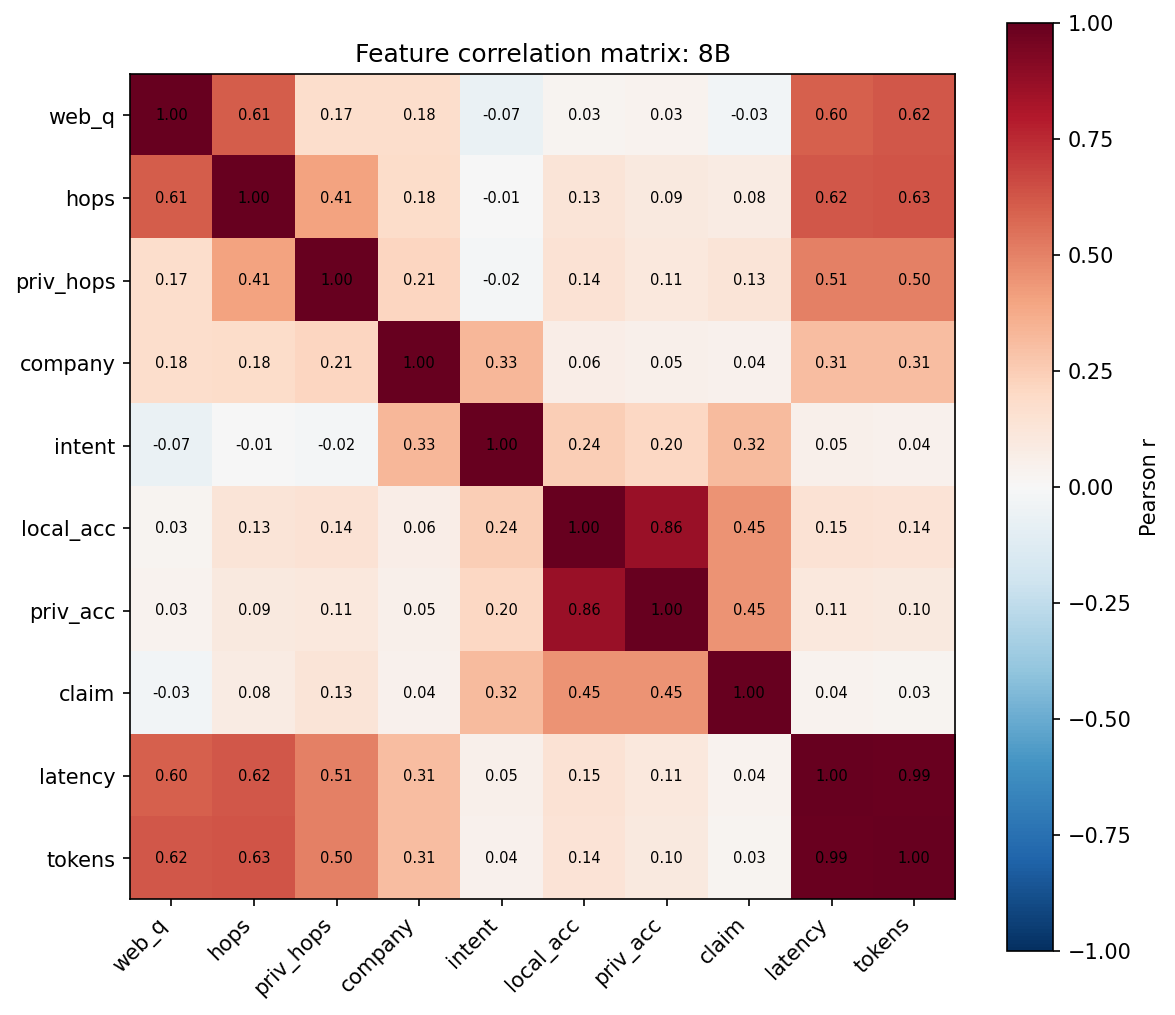 Feature correlation matrix: 8B
web_q 1.00 0.61 0.17 0.18 -0.07 0.03 0.03 -0.03 0.60 0.62
hops 0.61 1.00 0.41 0.18 -0.01 0.13 0.09 0.08 0.62 0.63
priv_hops 0.17 0.41 1.00 0.21 -0.02 0.14 0.11 0.13 0.51 0.50
company 0.18 0.18 0.21 1.00 0.33 0.06 0.05 0.04 0.31 0.31
intent -0.07 -0.01 -0.02 0.33 1.00 0.24 0.20 0.32 0.05 0.04
local_acc 0.03 0.13 0.14 0.06 0.24 1.00 0.86 0.45 0.15 0.14
priv_acc 0.03 0.09 0.11 0.05 0.20 0.86 1.00 0.45 0.11 0.10
claim -0.03 0.08 0.13 0.04 0.32 0.45 0.45 1.00 0.04 0.03
latency 0.60 0.62 0.51 0.31 0.05 0.15 0.11 0.04 1.00 0.99
tokens 0.62 0.63 0.50 0.31 0.04 0.14 0.10 0.03 0.99 1.00
web_q hops priv_hops company intent local_acc priv_acc claim latency tokens
1.00
0.75
0.50
0.25
0.00
−0.25
−0.50
−0.75
−1.00
Pearson r